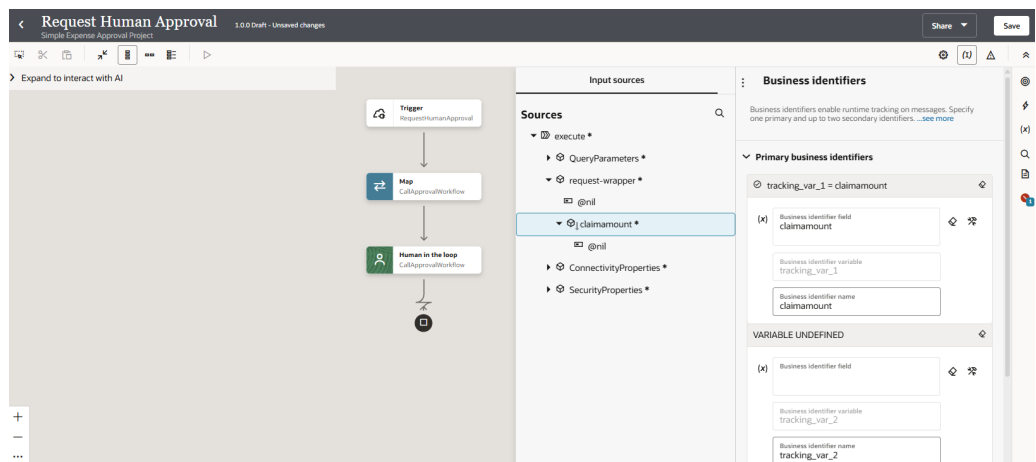 Request Human Approval
1.0.0 Draft - Unsaved changes
Simple Expense Approval Project
Share
Save
Expand to interact with AI
Trigger
RequestHumanApproval
Map
CallApprovalWorkflow
Human in the loop
CallApprovalWorkflow
Input sources
Sources
execute *
QueryParameters *
request-wrapper *
@nil
claimamount *
@nil
ConnectivityProperties *
SecurityProperties *
Business identifiers
Business identifiers enable runtime tracking on messages. Specify
one primary and up to two secondary identifiers. ...see more
Primary business identifiers
tracking_var_1 = claimamount
(x)
Business identifier field
claimamount
Business identifier variable
tracking_var_1
Business identifier name
claimamount
VARIABLE UNDEFINED
(x)
Business identifier field
Business identifier variable
tracking_var_2
Business identifier name
tracking_var_2
(x)
1